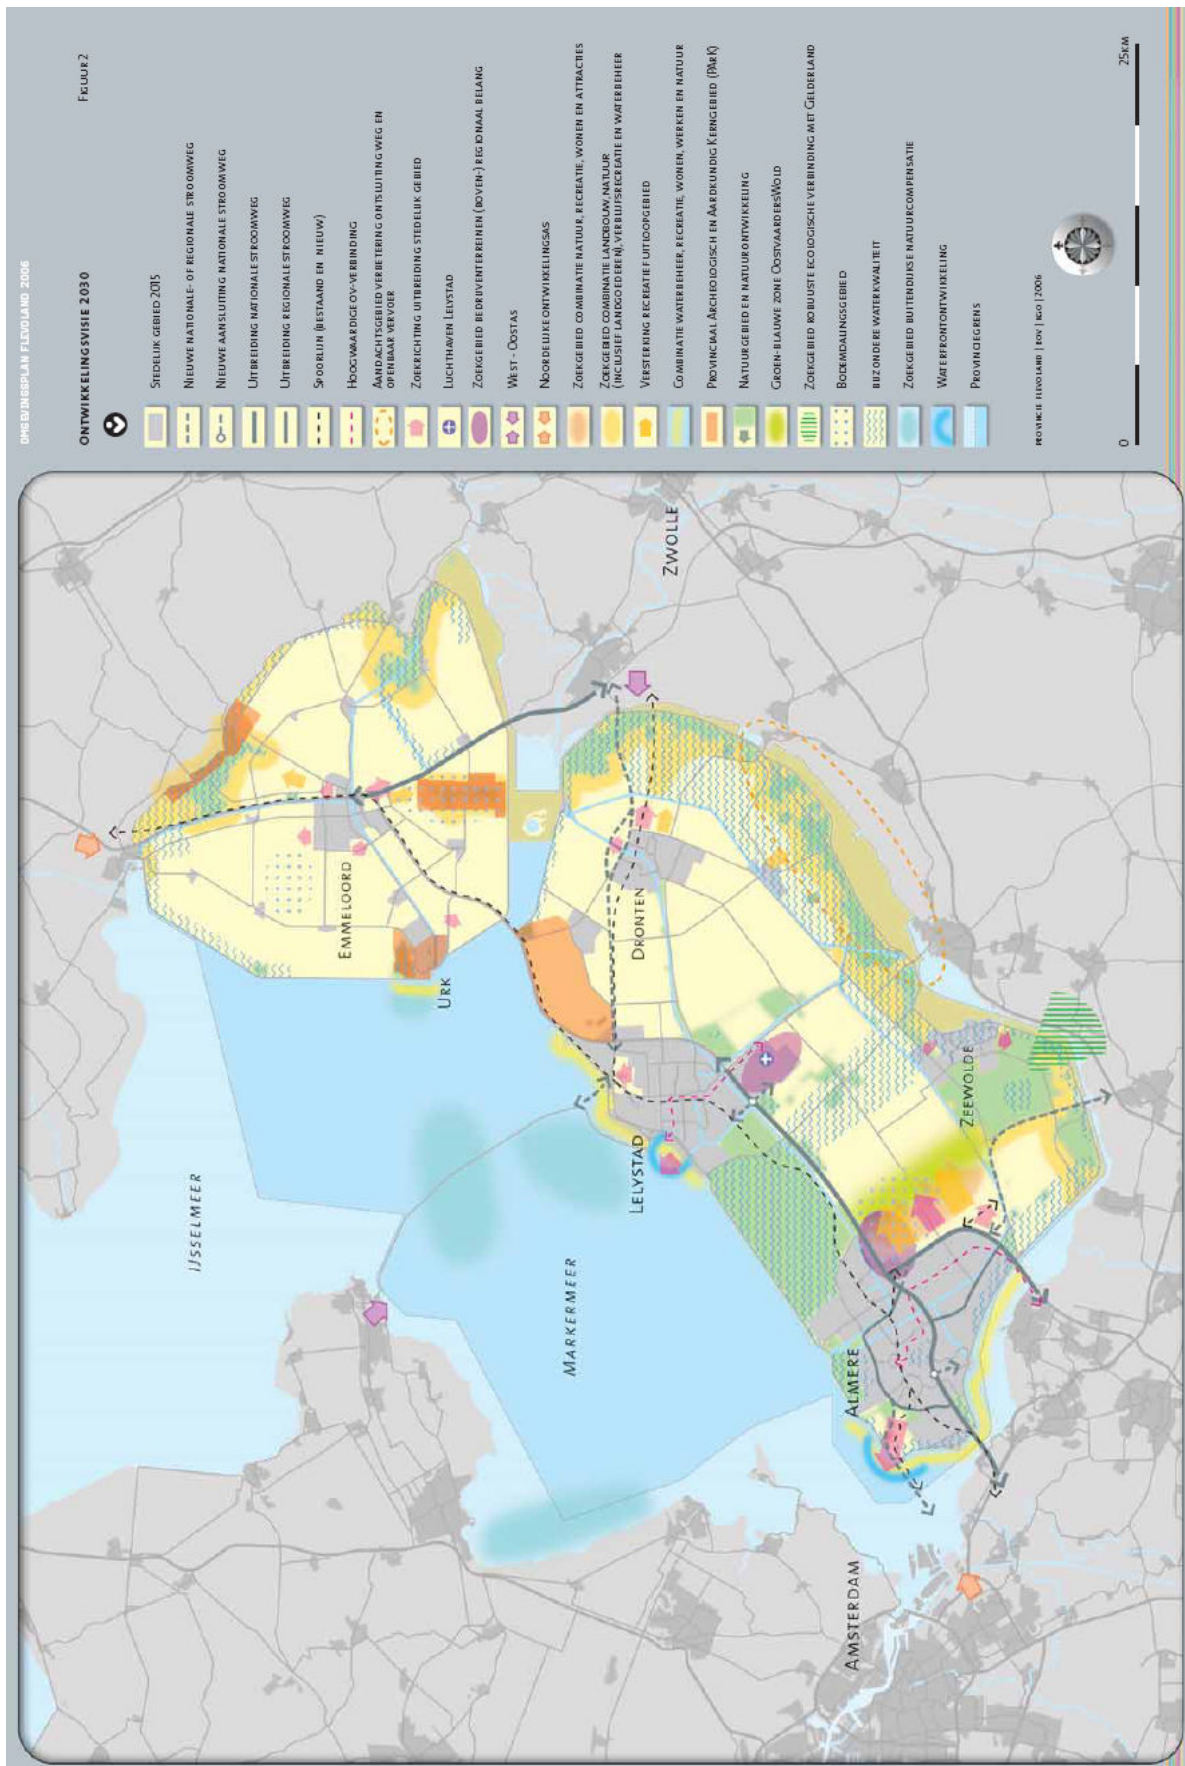 OMGEVINGSPLAN FLEVOLAND 2006
ONTWIKKELINGSVISIE 2030
FIGUUR 2
STEDELIJK GEBIED 2015
NIEUWE NATIONALE- OF REGIONALE STROOMWEG
NIEUWE AANSLUITING NATIONALE STROOMWEG
UITBREIDING NATIONALE STROOMWEG
UITBREIDING REGIONALE STROOMWEG
SPOORLIJN (BESTAAND EN NIEUW)
HOOGWAARDIGE OV-VERBINDING
AANDACHTSGEBIED VERBETERING ONTSLUITING WEG EN
OPENBAAR VERVOER
ZOEKRICHTING UITBREIDING STEDELIJK GEBIED
LUCHTHAVEN LELYSTAD
ZOEKGEBIED BEDRIJVENTERREINEN (BOVEN-) REGIONAAL BELANG
WEST - OOSTAS
NOORDELIJKE ONTWIKKELINGSAS
ZOEKGEBIED COMBINATIE NATUUR, RECREATIE, WONEN EN ATTRACTIES
ZOEKGEBIED COMBINATIE LANDBOUW, NATUUR
(INCLUSIEF LANDGOEDEREN), VERBLIJFSRECREATIE EN WATERBEHEER
VERSTERKING RECREATIEF UITLOOPGEBIED
COMBINATIE WATERBEHEER, RECREATIE, WONEN, WERKEN EN NATUUR
PROVINCIAAL ARCHEOLOGISCH EN AARDKUNDIG KERNGEBIED (PARK)
NATUURGEBIED EN NATUURONTWIKKELING
GROEN-BLAUWE ZONE OOSTVAARDERSWOLD
ZOEKGEBIED ROBUUSTE ECOLOGISCHE VERBINDING MET GELDERLAND
BODEMDALINGSGEBIED
BIJZONDERE WATERKWALITEIT
ZOEKGEBIED BUITENDIJKSE NATUURCOMPENSATIE
WATERFRONTONTWIKKELING
PROVINCIEGRENS
PROVINCIE FLEVOLAND | ROV | KGO | 2006
0
25KM
EMMELOORD
URK
ZWOLLE
DRONTEN
IJSSELMEER
LELYSTAD
MARKERMEER
ZEEWOLDE
ALMERE
AMSTERDAM